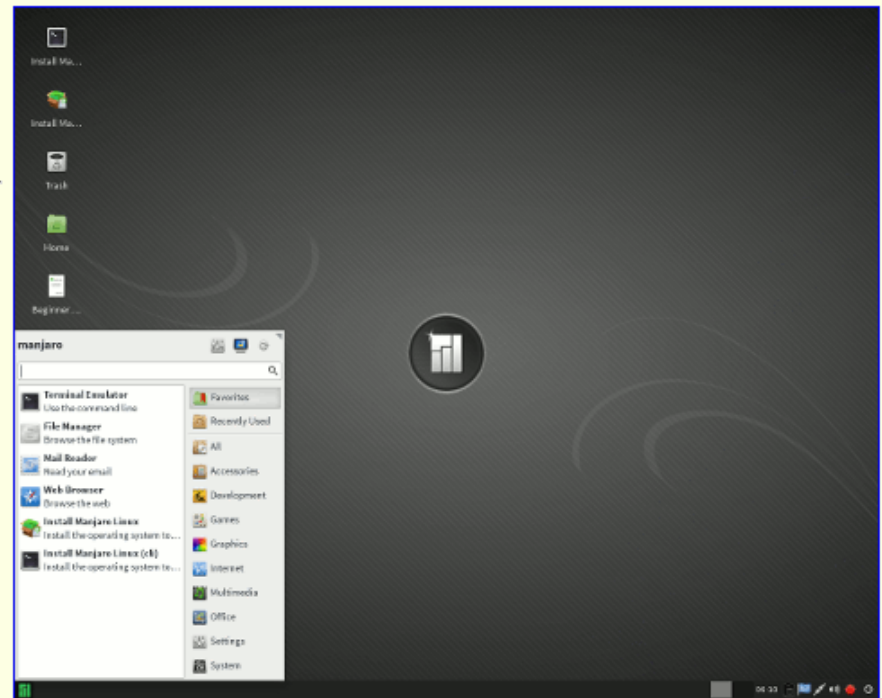 Install Ma...
Install Ma...
Trash
Home
Beginner...
manjaro
Terminal Emulator
Use the command line
File Manager
Browse the file system
Mail Reader
Read your email
Web Browser
Browse the web
Install Manjaro Linux
Install the operating system to...
Install Manjaro Linux (cli)
Install the operating system to...
Favorites
Recently Used
All
Accessories
Development
Games
Graphics
Internet
Multimedia
Office
Settings
System